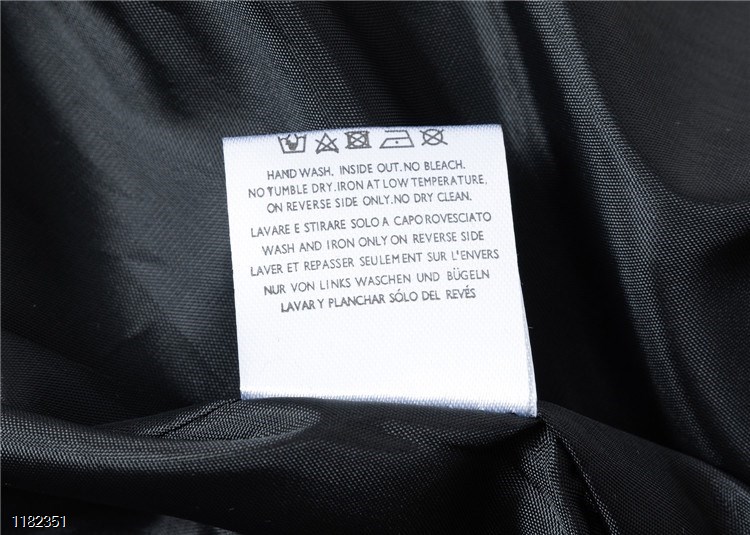 HAND WASH. INSIDE OUT. NO BLEACH.
NO TUMBLE DRY. IRON AT LOW TEMPERATURE,
ON REVERSE SIDE ONLY. NO DRY CLEAN.
LAVARE E STIRARE SOLO A CAPO ROVESCIATO
WASH AND IRON ONLY ON REVERSE SIDE
LAVER ET REPASSER SEULEMENT SUR L'ENVERS
NUR VON LINKS WASCHEN UND BÜGELN
LAVAR Y PLANCHAR SÓLO DEL REVÉS
1182351